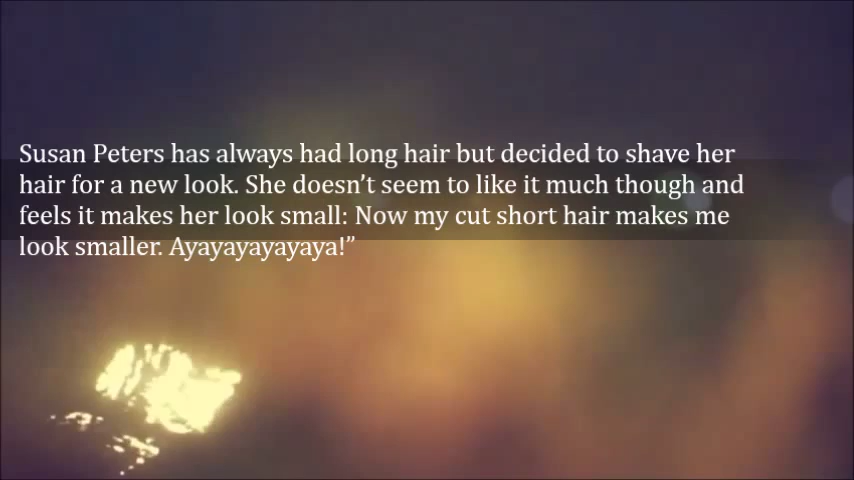 Susan Peters has always had long hair but decided to shave her
hair for a new look. She doesn’t seem to like it much though and
feels it makes her look small: Now my cut short hair makes me
look smaller. Ayayayayayaya!”